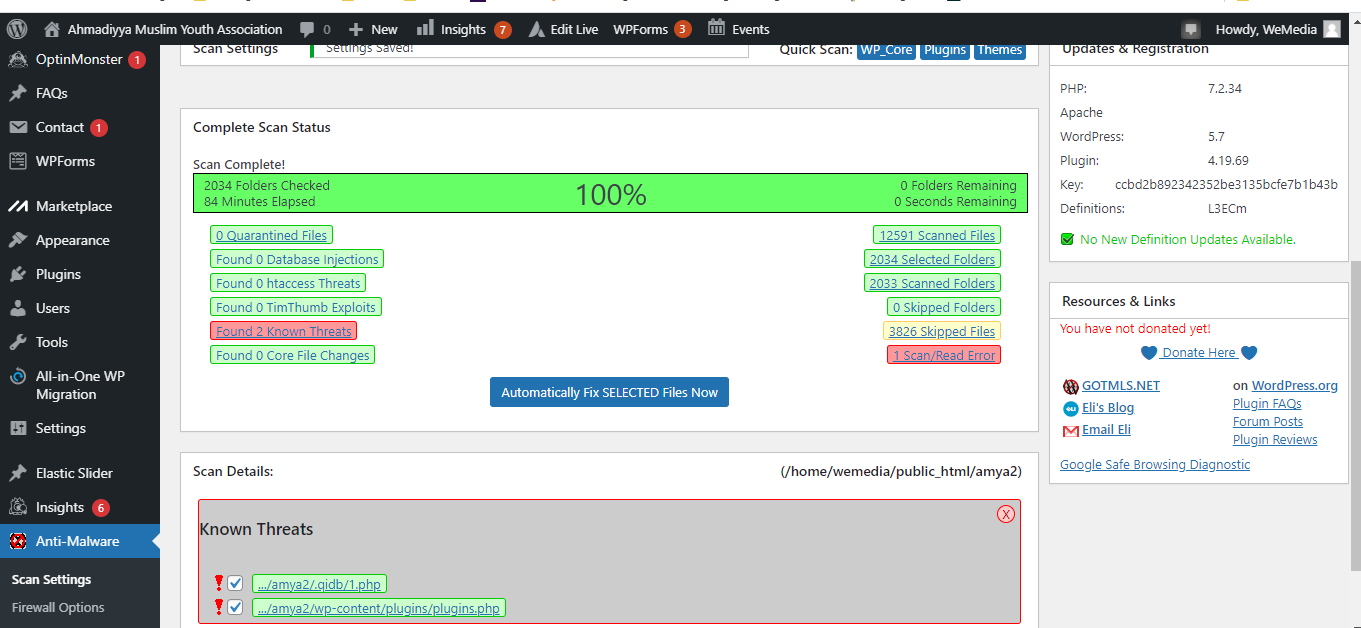 Ahmadiyya Muslim Youth Association 0 New Insights 7 Edit Live WPForms 3 Events Howdy, WeMedia
OptinMonster 1
FAQs
Contact 1
WPForms
Marketplace
Appearance
Plugins
Users
Tools
All-in-One WP
Migration
Settings
Elastic Slider
Insights 6
Anti-Malware
Scan Settings
Firewall Options
Scan Settings Settings Saved! Quick Scan: WP_Core Plugins Themes
Complete Scan Status
Scan Complete!
2034 Folders Checked 100% 0 Folders Remaining
84 Minutes Elapsed 0 Seconds Remaining
0 Quarantined Files 12591 Scanned Files
Found 0 Database Injections 2034 Selected Folders
Found 0 htaccess Threats 2033 Scanned Folders
Found 0 TimThumb Exploits 0 Skipped Folders
Found 2 Known Threats 3826 Skipped Files
Found 0 Core File Changes 1 Scan/Read Error
Automatically Fix SELECTED Files Now
Scan Details: (/home/wemedia/public_html/amya2)
Known Threats X
.../amya2/.qidb/1.php
.../amya2/wp-content/plugins/plugins.php
Updates & Registration
PHP: 7.2.34
Apache
WordPress: 5.7
Plugin: 4.19.69
Key: ccbd2b892342352be3135bcfe7b1b43b
Definitions: L3ECm
No New Definition Updates Available.
Resources & Links
You have not donated yet!
Donate Here
GOTMLS.NET on WordPress.org
Eli's Blog Plugin FAQs
Email Eli Forum Posts
Plugin Reviews
Google Safe Browsing Diagnostic